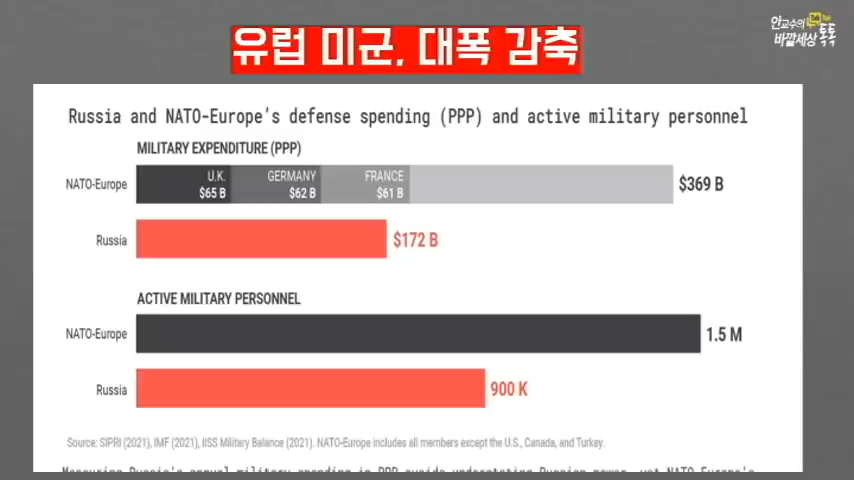 유럽 미군, 대폭 감축
안교수의
바깥세상 톡톡
Russia and NATO-Europe's defense spending (PPP) and active military personnel
MILITARY EXPENDITURE (PPP)
NATO-Europe U.K. GERMANY FRANCE $369 B
$65 B $62 B $61 B
Russia $172 B
ACTIVE MILITARY PERSONNEL
NATO-Europe 1.5 M
Russia 900 K
Source: SIPRI (2021), IMF (2021), IISS Military Balance (2021). NATO-Europe includes all members except the U.S., Canada, and Turkey.